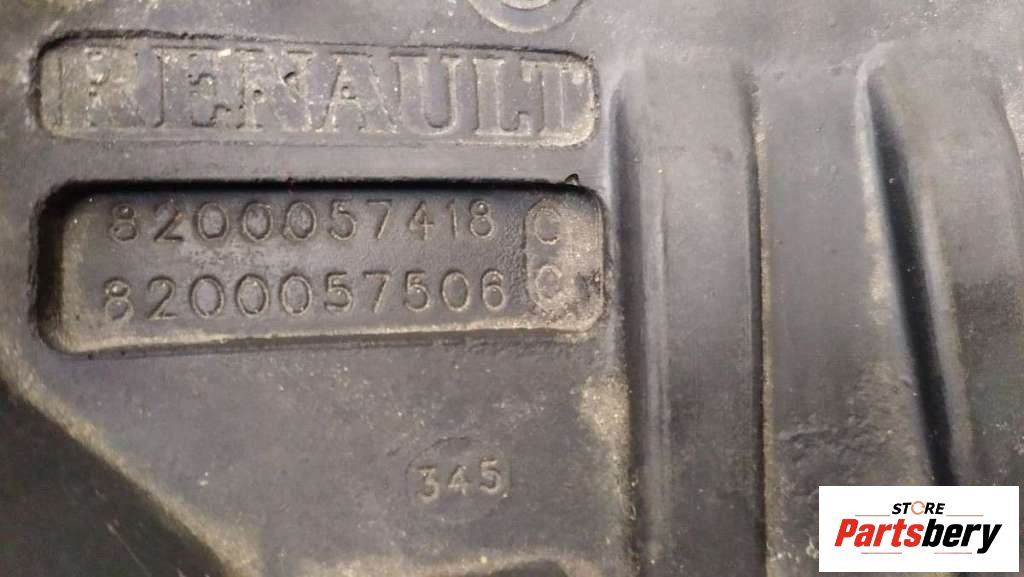 RENAULT
8200057418 C
8200057506 C
345
STORE
Partsbery